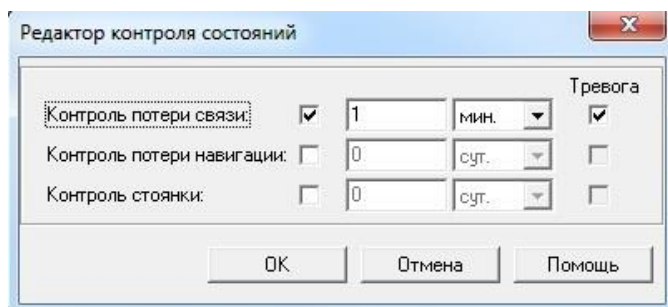 Редактор контроля состояний
Тревога
Контроль потери связи: 1 мин.
Контроль потери навигации: 0 сут.
Контроль стоянки: 0 сут.
ОК Отмена Помощь